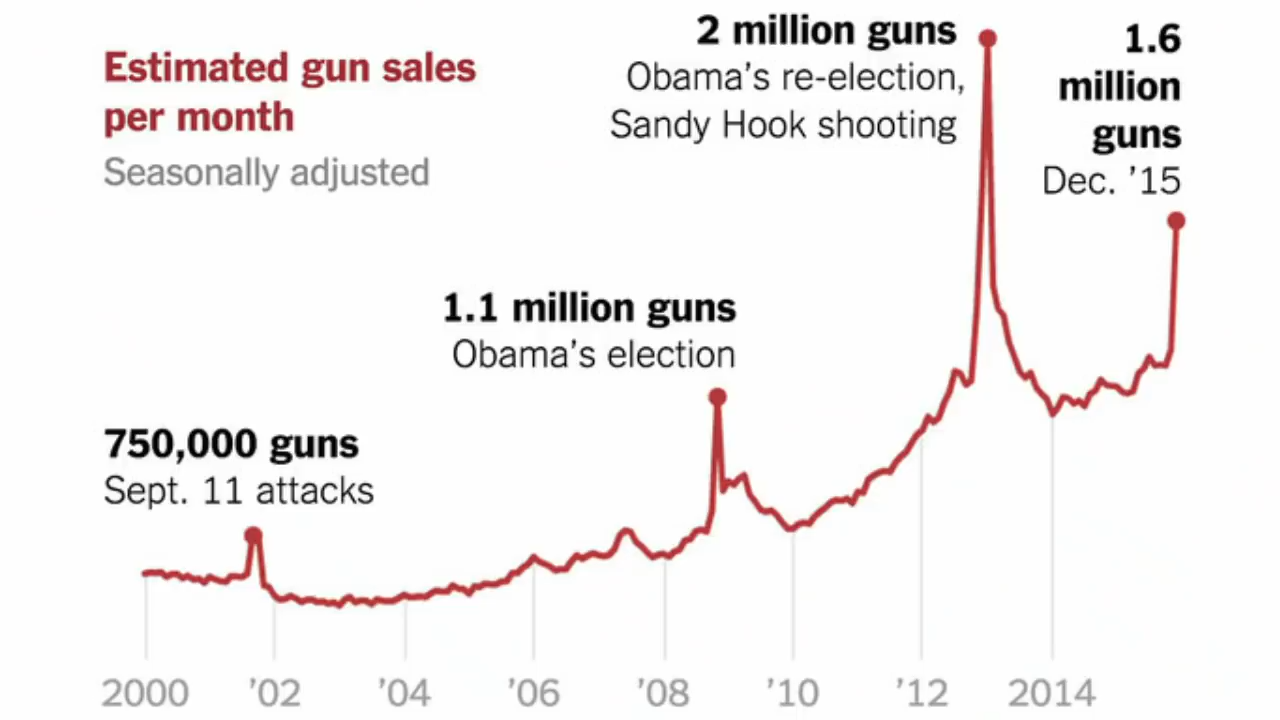 Estimated gun sales
per month
Seasonally adjusted
2 million guns
Obama’s re-election,
Sandy Hook shooting
1.6
million
guns
Dec. ’15
1.1 million guns
Obama’s election
750,000 guns
Sept. 11 attacks
2000 ’02 ’04 ’06 ’08 ’10 ’12 2014